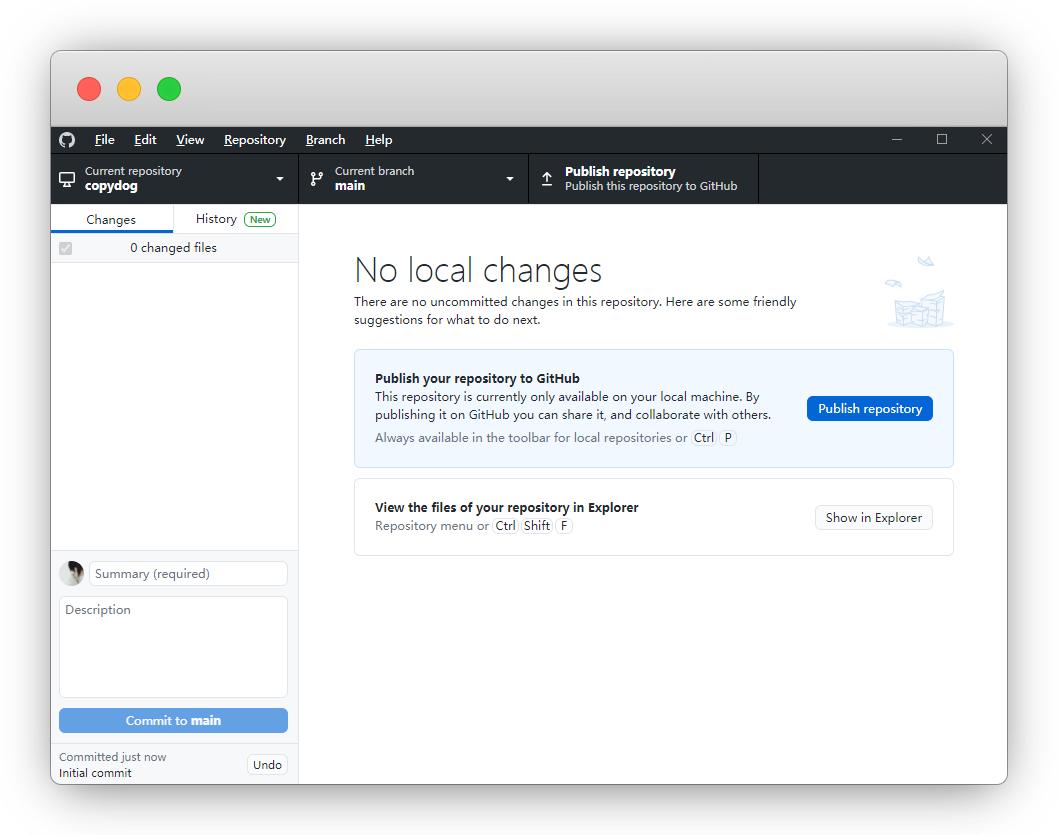 File Edit View Repository Branch Help
Current repository
copydog
Current branch
main
Publish repository
Publish this repository to GitHub
Changes
History New
0 changed files
No local changes
There are no uncommitted changes in this repository. Here are some friendly
suggestions for what to do next.
Publish your repository to GitHub
This repository is currently only available on your local machine. By
publishing it on GitHub you can share it, and collaborate with others.
Always available in the toolbar for local repositories or Ctrl P
Publish repository
View the files of your repository in Explorer
Repository menu or Ctrl Shift F
Show in Explorer
Summary (required)
Description
Commit to main
Committed just now
Initial commit
Undo